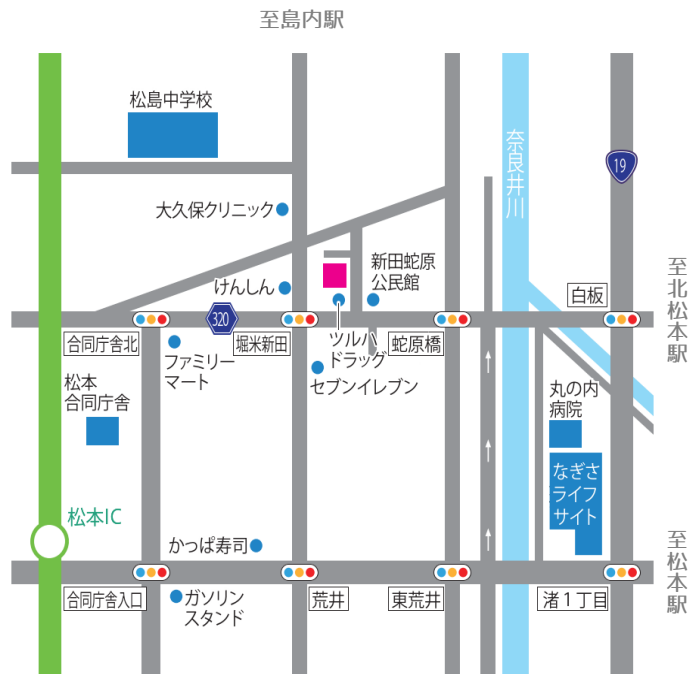 至島内駅
松島中学校
奈良井川
19
大久保クリニック
新田蛇原
公民館
至北松本駅
けんしん
白板
320
合同庁舎北
堀米新田
ツルハ
ドラッグ
蛇原橋
ファミリー
マート
セブンイレブン
松本
合同庁舎
丸の内
病院
なぎさ
ライフ
サイト
松本IC
かっぱ寿司
至松本駅
合同庁舎入口
ガソリン
スタンド
荒井
東荒井
渚1丁目